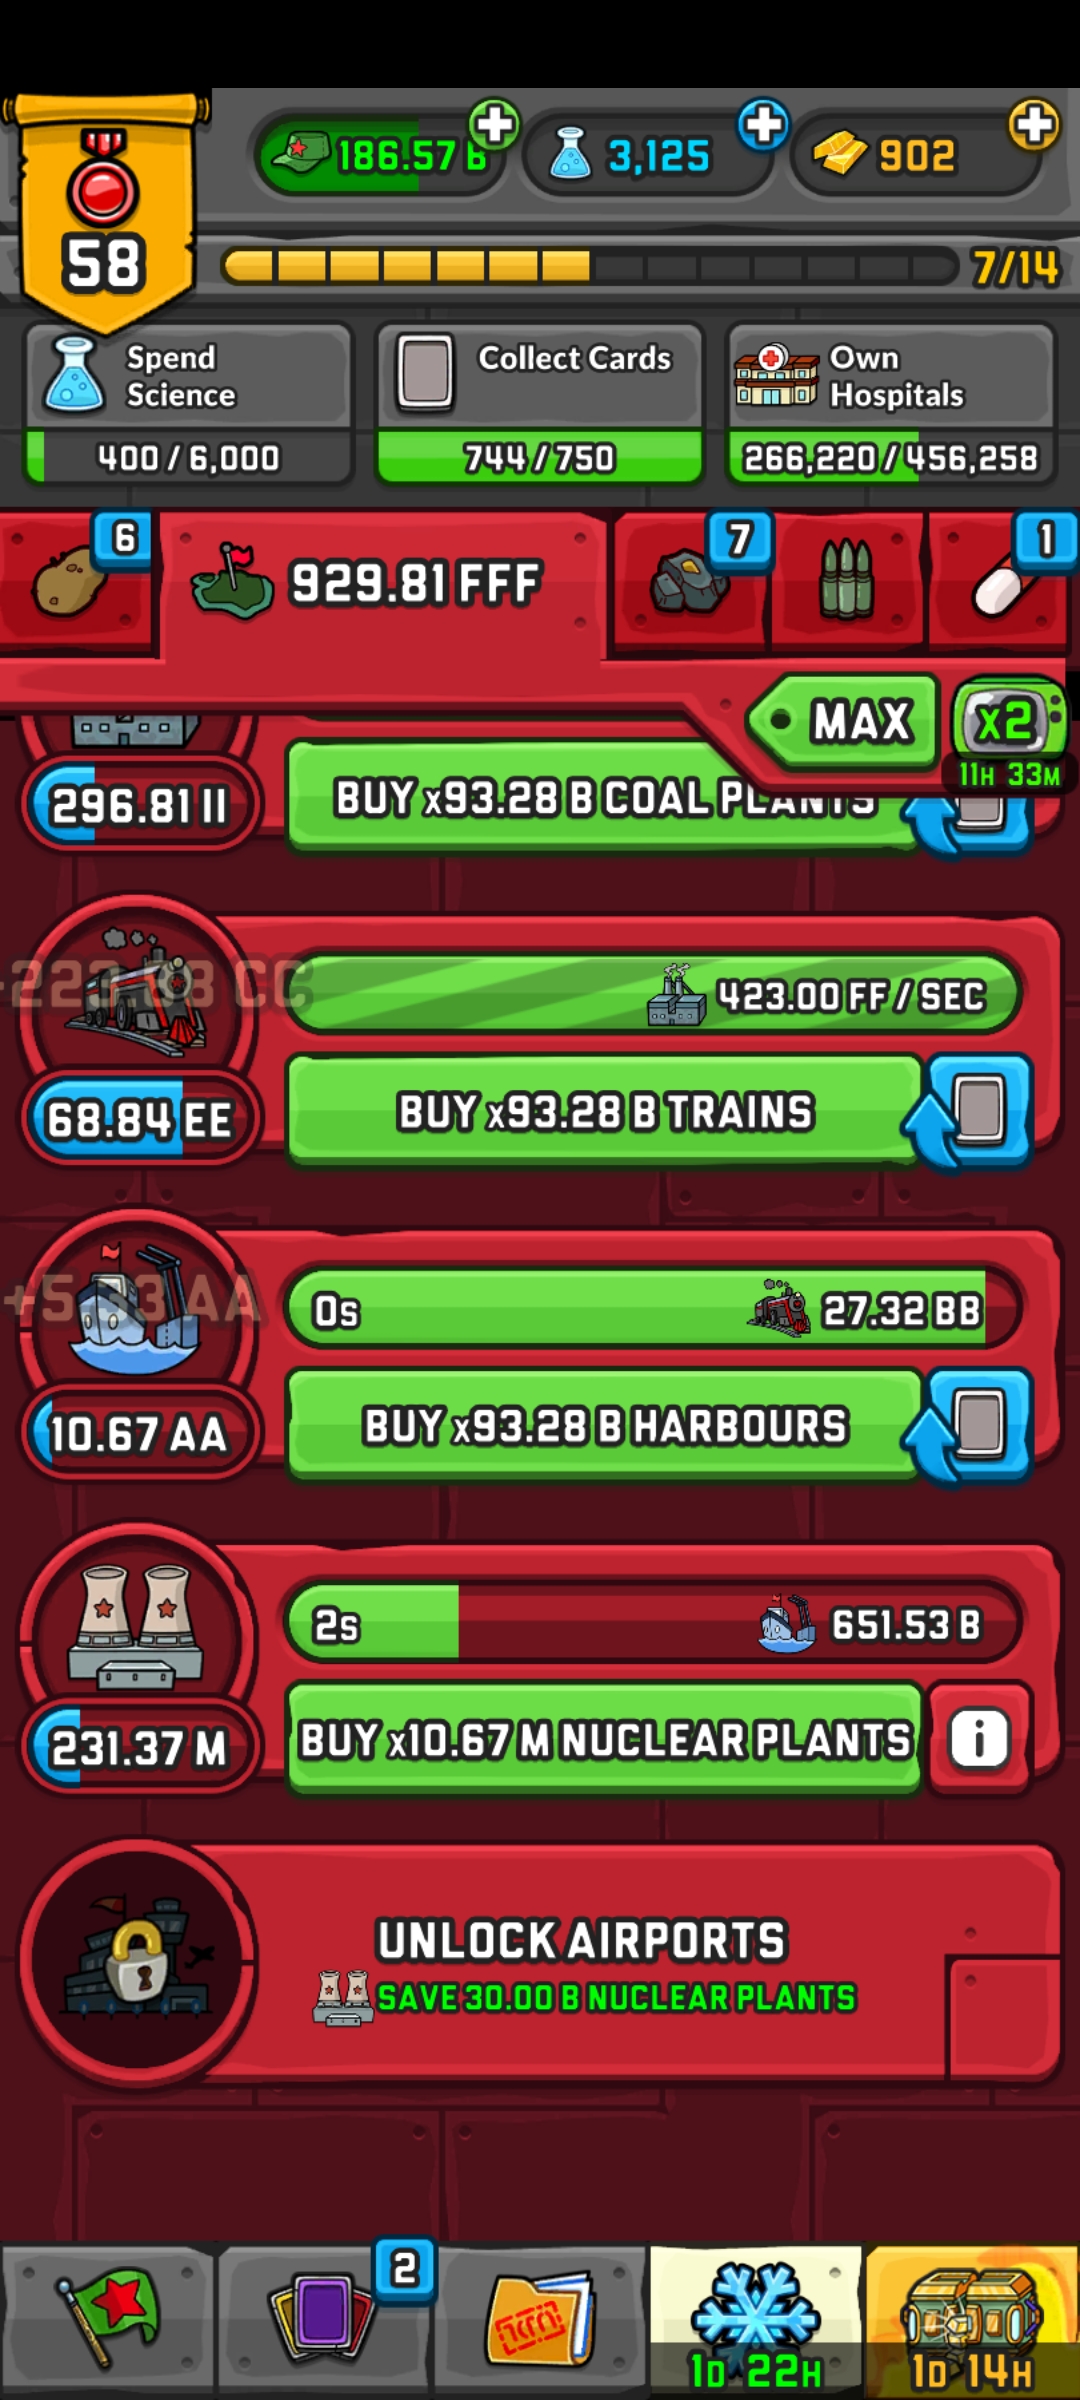 186.57 B
3,125
902
58
7/14
Spend
Science
400 / 6,000
Collect Cards
744 / 750
Own
Hospitals
266,220 / 456,258
6
929.81 FFF
7
1
MAX
x2
11H 33M
296.81 II
BUY x93.28 B COAL PLANTS
423.00 FF / SEC
68.84 EE
BUY x93.28 B TRAINS
0s
27.32 BB
10.67 AA
BUY x93.28 B HARBOURS
2s
651.53 B
231.37 M
BUY x10.67 M NUCLEAR PLANTS
i
UNLOCK AIRPORTS
SAVE 30.00 B NUCLEAR PLANTS
2
1D 22H
1D 14H